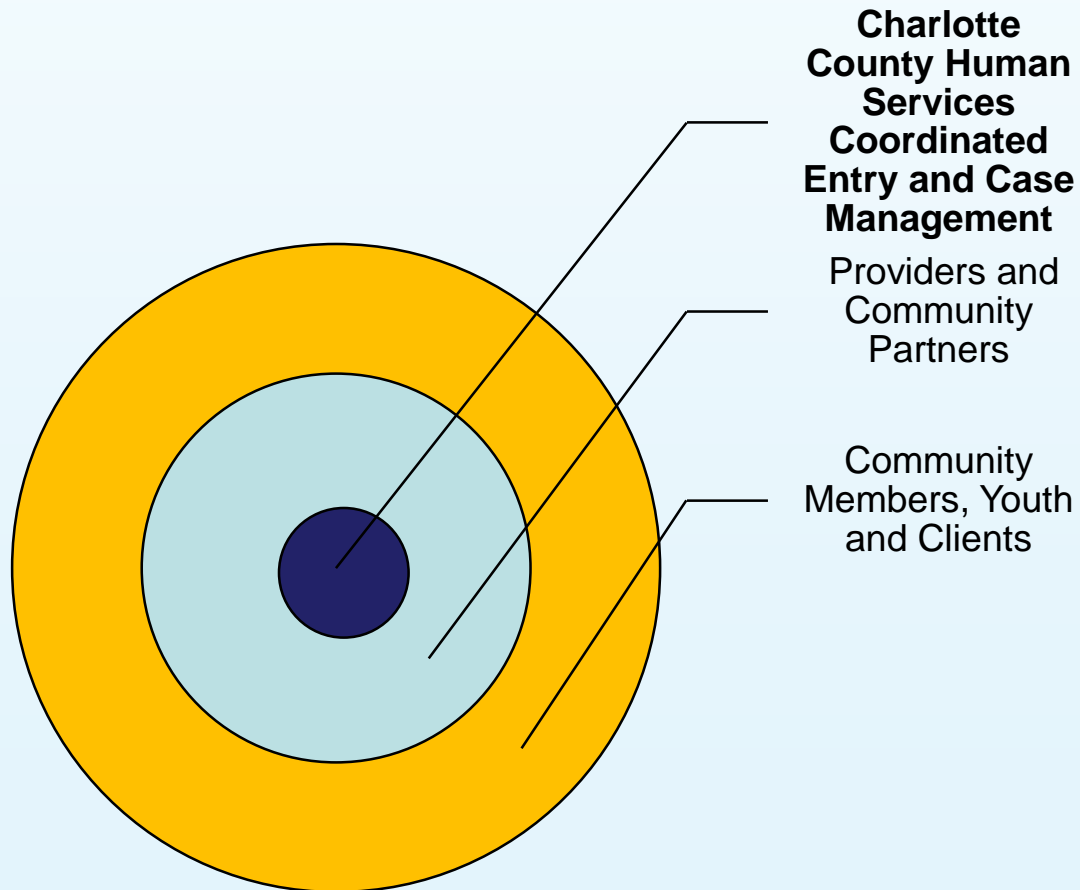 Charlotte
County Human
Services
Coordinated
Entry and Case
Management
Providers and
Community
Partners
Community
Members, Youth
and Clients